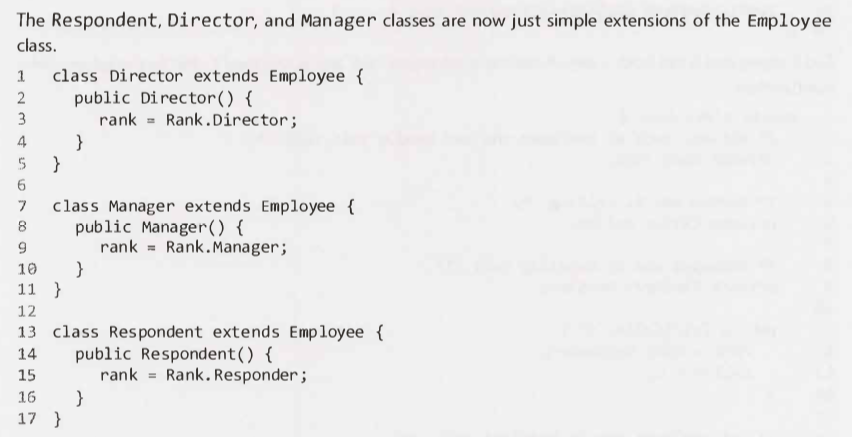 The Respondent, Director, and Manager classes are now just simple extensions of the Employee
class.
1 class Director extends Employee {
2 public Director() {
3 rank = Rank.Director;
4 }
5 }
6
7 class Manager extends Employee {
8 public Manager() {
9 rank = Rank.Manager;
10 }
11 }
12
13 class Respondent extends Employee {
14 public Respondent() {
15 rank = Rank.Responder;
16 }
17 }